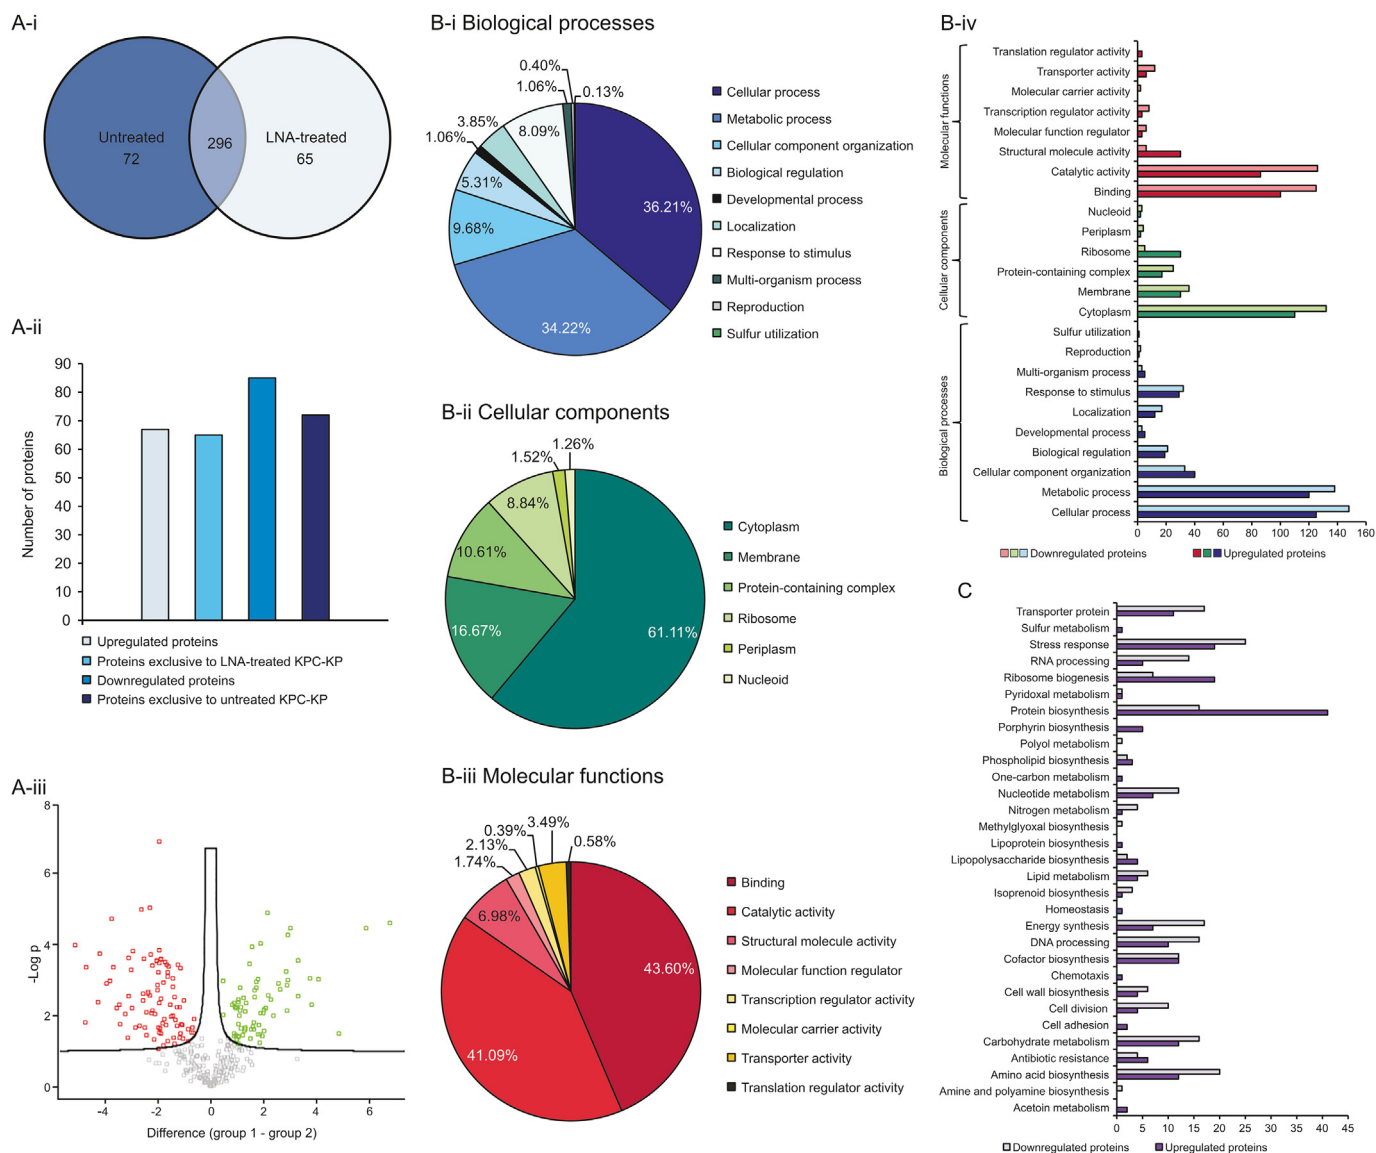 A-i
Untreated
72
296
LNA-treated
65
A-ii
Number of proteins
90
80
70
60
50
40
30
20
10
0
Upregulated proteins
Proteins exclusive to LNA-treated KPC-KP
Downregulated proteins
Proteins exclusive to untreated KPC-KP
A-iii
-Log p
8
6
4
2
0
-4 -2 0 2 4 6
Difference (group 1 - group 2)
B-i Biological processes
0.40%
1.06%
0.13%
3.85%
8.09%
1.06%
5.31%
36.21%
9.68%
34.22%
Cellular process
Metabolic process
Cellular component organization
Biological regulation
Developmental process
Localization
Response to stimulus
Multi-organism process
Reproduction
Sulfur utilization
B-ii Cellular components
1.26%
1.52%
8.84%
10.61%
16.67%
61.11%
Cytoplasm
Membrane
Protein-containing complex
Ribosome
Periplasm
Nucleoid
B-iii Molecular functions
3.49%
0.39%
2.13%
0.58%
1.74%
6.98%
43.60%
41.09%
Binding
Catalytic activity
Structural molecule activity
Molecular function regulator
Transcription regulator activity
Molecular carrier activity
Transporter activity
Translation regulator activity
B-iv
Molecular functions
Translation regulator activity
Transporter activity
Molecular carrier activity
Transcription regulator activity
Molecular function regulator
Structural molecule activity
Catalytic activity
Binding
Cellular components
Nucleoid
Periplasm
Ribosome
Protein-containing complex
Membrane
Cytoplasm
Biological processes
Sulfur utilization
Reproduction
Multi-organism process
Response to stimulus
Localization
Developmental process
Biological regulation
Cellular component organization
Metabolic process
Cellular process
0 20 40 60 80 100 120 140 160
Downregulated proteins Upregulated proteins
C
Transporter protein
Sulfur metabolism
Stress response
RNA processing
Ribosome biogenesis
Pyridoxal metabolism
Protein biosynthesis
Porphyrin biosynthesis
Polyol metabolism
Phospholipid biosynthesis
One-carbon metabolism
Nucleotide metabolism
Nitrogen metabolism
Methylglyoxal biosynthesis
Lipoprotein biosynthesis
Lipopolysaccharide biosynthesis
Lipid metabolism
Isoprenoid biosynthesis
Homeostasis
Energy synthesis
DNA processing
Cofactor biosynthesis
Chemotaxis
Cell wall biosynthesis
Cell division
Cell adhesion
Carbohydrate metabolism
Antibiotic resistance
Amino acid biosynthesis
Amine and polyamine biosynthesis
Acetoin metabolism
0 5 10 15 20 25 30 35 40 45
Downregulated proteins Upregulated proteins